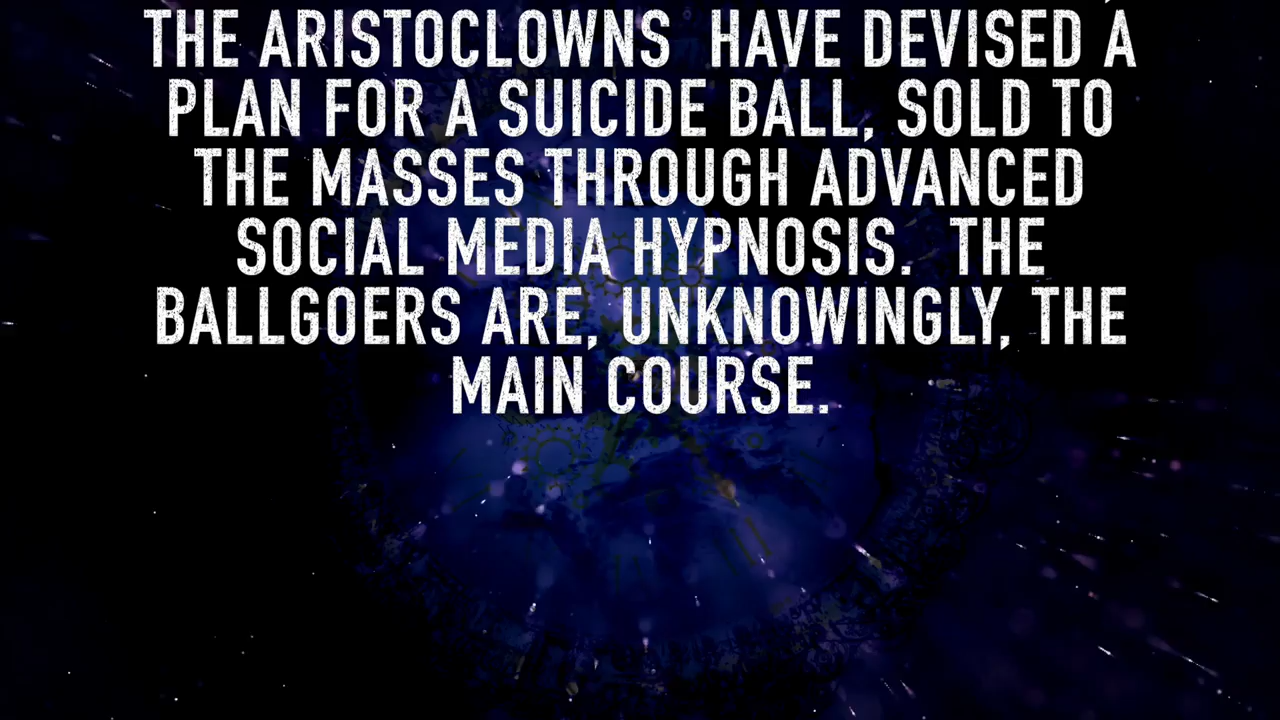 THE ARISTOCLOWNS  HAVE DEVISED A
PLAN FOR A SUICIDE BALL, SOLD TO
THE MASSES THROUGH ADVANCED
SOCIAL MEDIA HYPNOSIS.  THE
BALLGOERS ARE, UNKNOWINGLY, THE
MAIN COURSE.